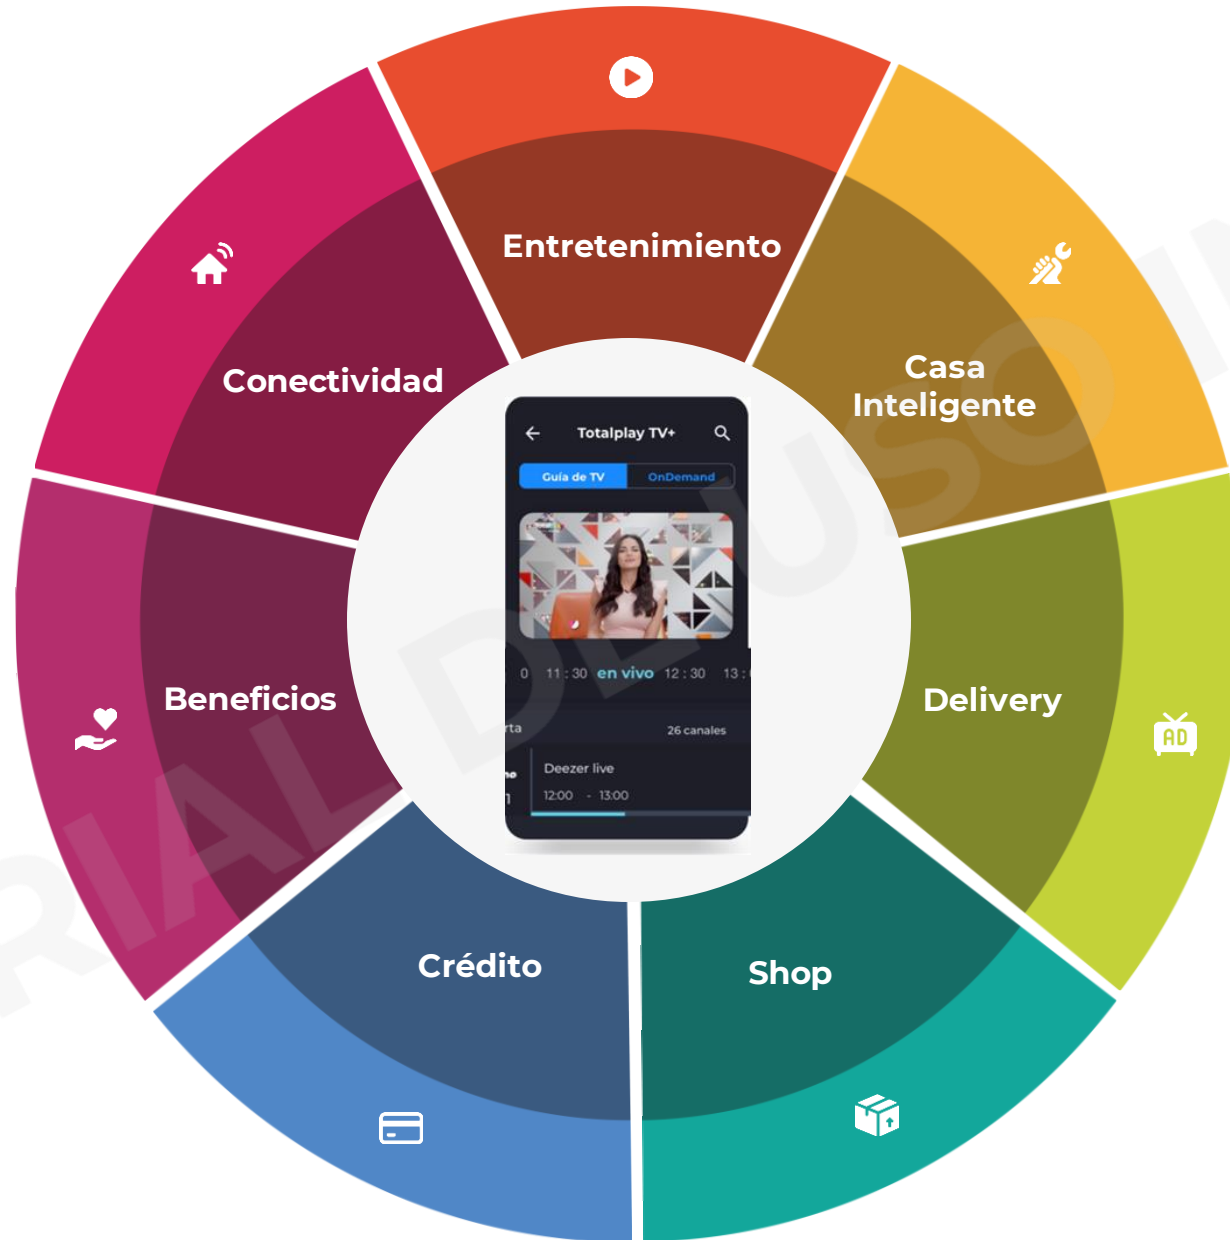 Entretenimiento
Casa
Inteligente
Conectividad
Totalplay TV+
Guía de TV OnDemand
11 : 30 en vivo 12 : 30
26 canales
Deezer live
12:00 - 13:00
Beneficios
Delivery
AD
Crédito
Shop